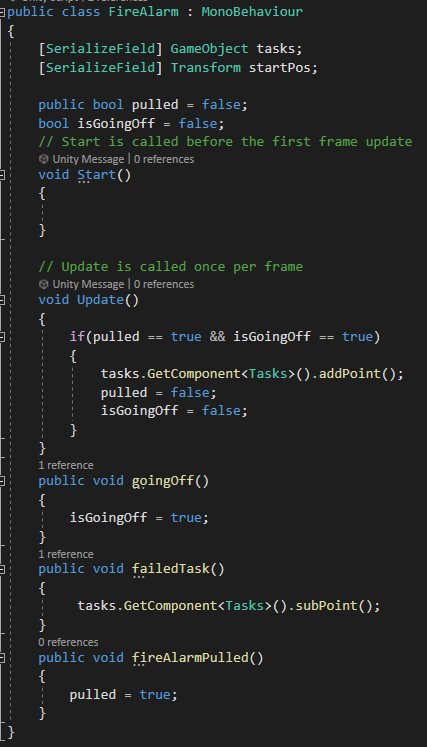 public class FireAlarm : MonoBehaviour
{
[SerializeField] GameObject tasks;
[SerializeField] Transform startPos;
public bool pulled = false;
bool isGoingOff = false;
// Start is called before the first frame update
Unity Message | 0 references
void Start()
{
}
// Update is called once per frame
Unity Message | 0 references
void Update()
{
if(pulled == true && isGoingOff == true)
{
tasks.GetComponent<Tasks>().addPoint();
pulled = false;
isGoingOff = false;
}
}
1 reference
public void goingOff()
{
isGoingOff = true;
}
1 reference
public void failedTask()
{
tasks.GetComponent<Tasks>().subPoint();
}
0 references
public void fireAlarmPulled()
{
pulled = true;
}
}